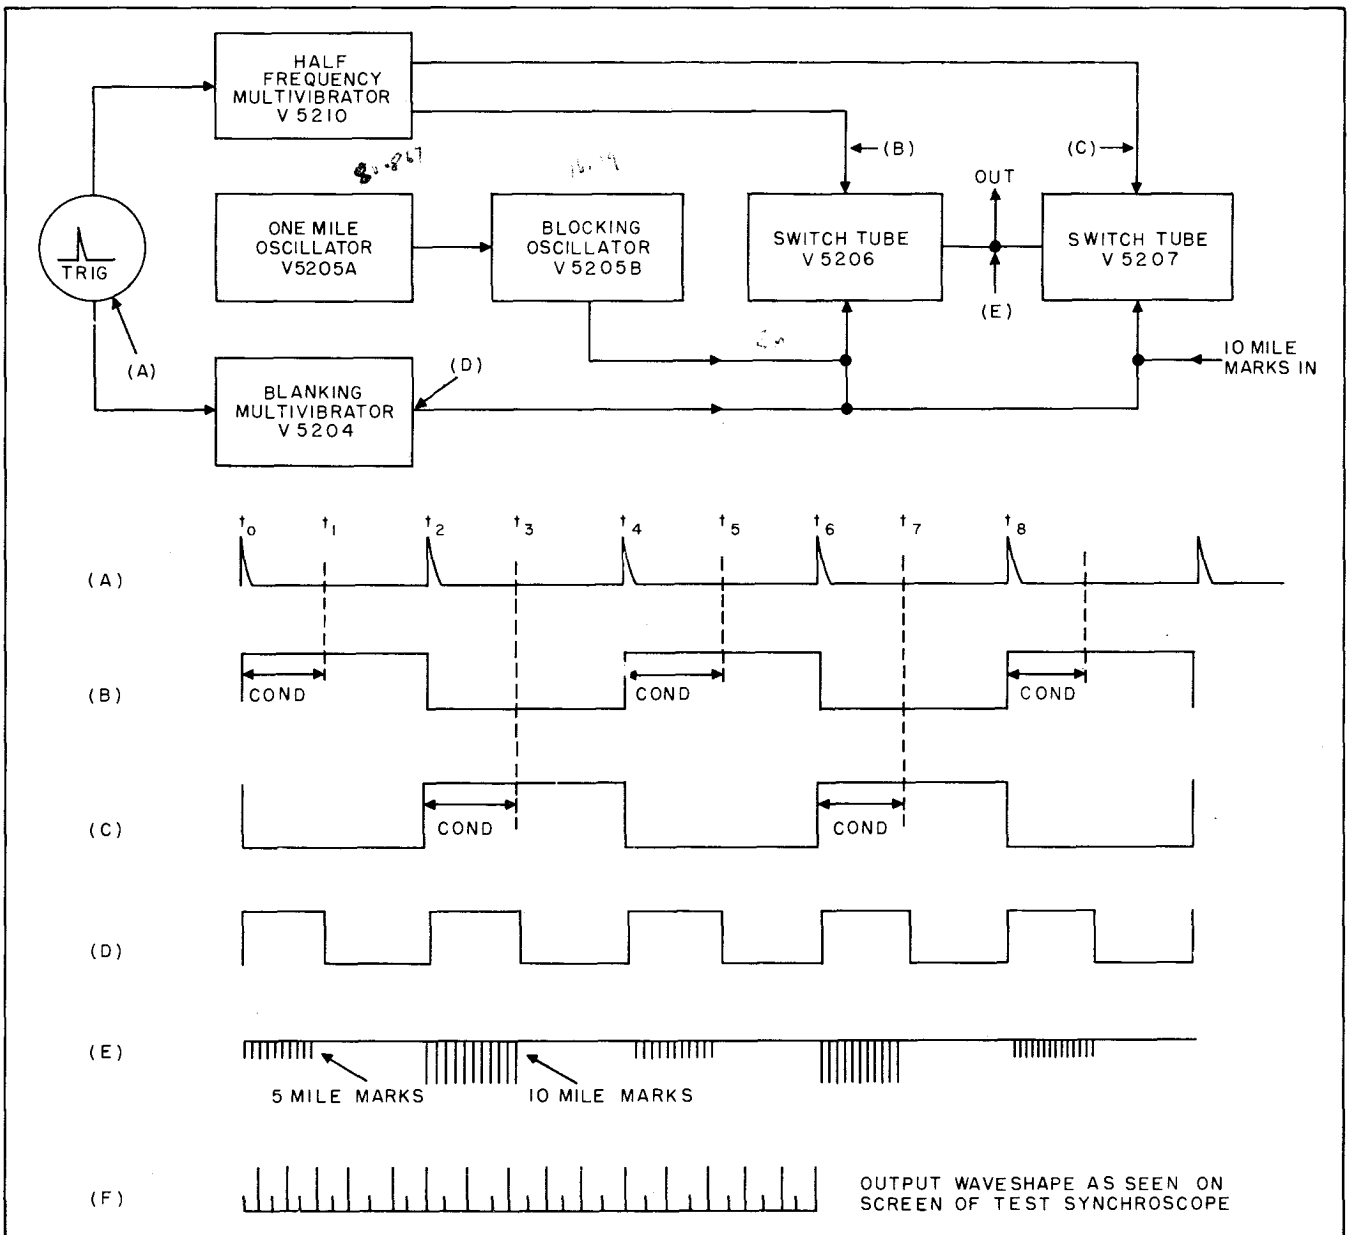 HALF
FREQUENCY
MULTIVIBRATOR
V 5210
(B)
(C)
OUT
TRIG
ONE MILE
OSCILLATOR
V5205A
BLOCKING
OSCILLATOR
V5205B
SWITCH TUBE
V 5206
SWITCH TUBE
V 5207
(E)
(A)
(D)
10 MILE
MARKS IN
BLANKING
MULTIVIBRATOR
V 5204
t0 t1 t2 t3 t4 t5 t6 t7 t8
(A)
(B) COND COND COND
(C) COND COND
(D)
(E)
5 MILE MARKS 10 MILE MARKS
(F)
OUTPUT WAVESHAPE AS SEEN ON
SCREEN OF TEST SYNCHROSCOPE